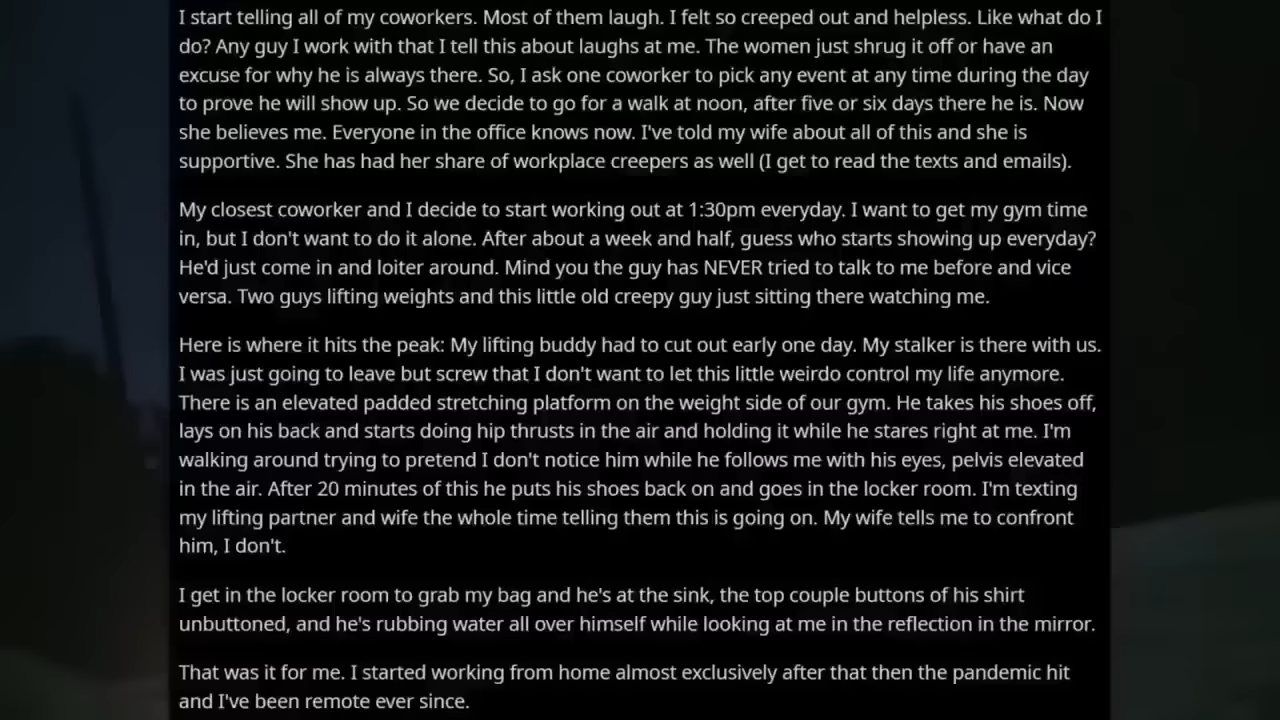 I start telling all of my coworkers. Most of them laugh. I felt so creeped out and helpless. Like what do I
do? Any guy I work with that I tell this about laughs at me. The women just shrug it off or have an
excuse for why he is always there. So, I ask one coworker to pick any event at any time during the day
to prove he will show up. So we decide to go for a walk at noon, after five or six days there he is. Now
she believes me. Everyone in the office knows now. I've told my wife about all of this and she is
supportive. She has had her share of workplace creepers as well (I get to read the texts and emails).
My closest coworker and I decide to start working out at 1:30pm everyday. I want to get my gym time
in, but I don't want to do it alone. After about a week and half, guess who starts showing up everyday?
He'd just come in and loiter around. Mind you the guy has NEVER tried to talk to me before and vice
versa. Two guys lifting weights and this little old creepy guy just sitting there watching me.
Here is where it hits the peak: My lifting buddy had to cut out early one day. My stalker is there with us.
I was just going to leave but screw that I don't want to let this little weirdo control my life anymore.
There is an elevated padded stretching platform on the weight side of our gym. He takes his shoes off,
lays on his back and starts doing hip thrusts in the air and holding it while he stares right at me. I'm
walking around trying to pretend I don't notice him while he follows me with his eyes, pelvis elevated
in the air. After 20 minutes of this he puts his shoes back on and goes in the locker room. I'm texting
my lifting partner and wife the whole time telling them this is going on. My wife tells me to confront
him, I don't.
I get in the locker room to grab my bag and he's at the sink, the top couple buttons of his shirt
unbuttoned, and he's rubbing water all over himself while looking at me in the reflection in the mirror.
That was it for me. I started working from home almost exclusively after that then the pandemic hit
and I've been remote ever since.